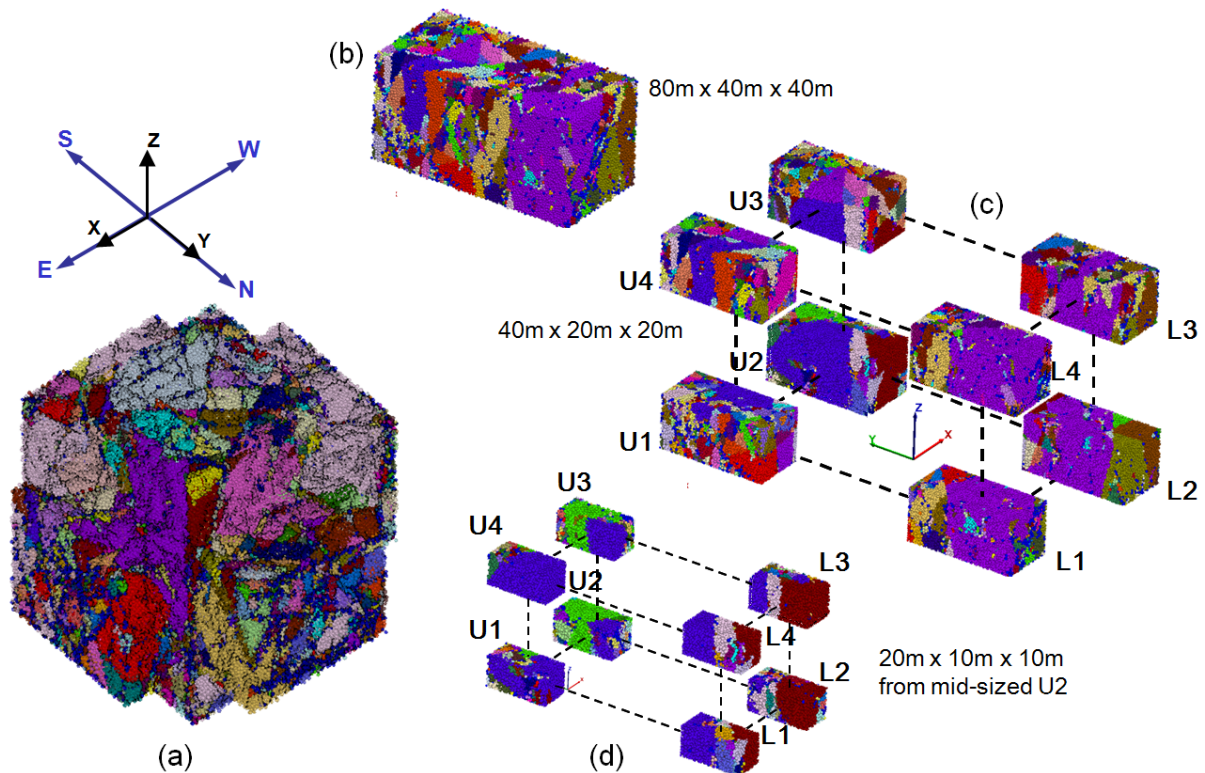 (b)
80m x 40m x 40m
S
Z
W
X
Y
E
N
(c)
U3
U4
L3
40m x 20m x 20m
U2
L4
U1
Z
Y
X
L2
L1
U3
U4
U2
L3
U1
L4
20m x 10m x 10m
from mid-sized U2
L2
L1
(a)
(d)